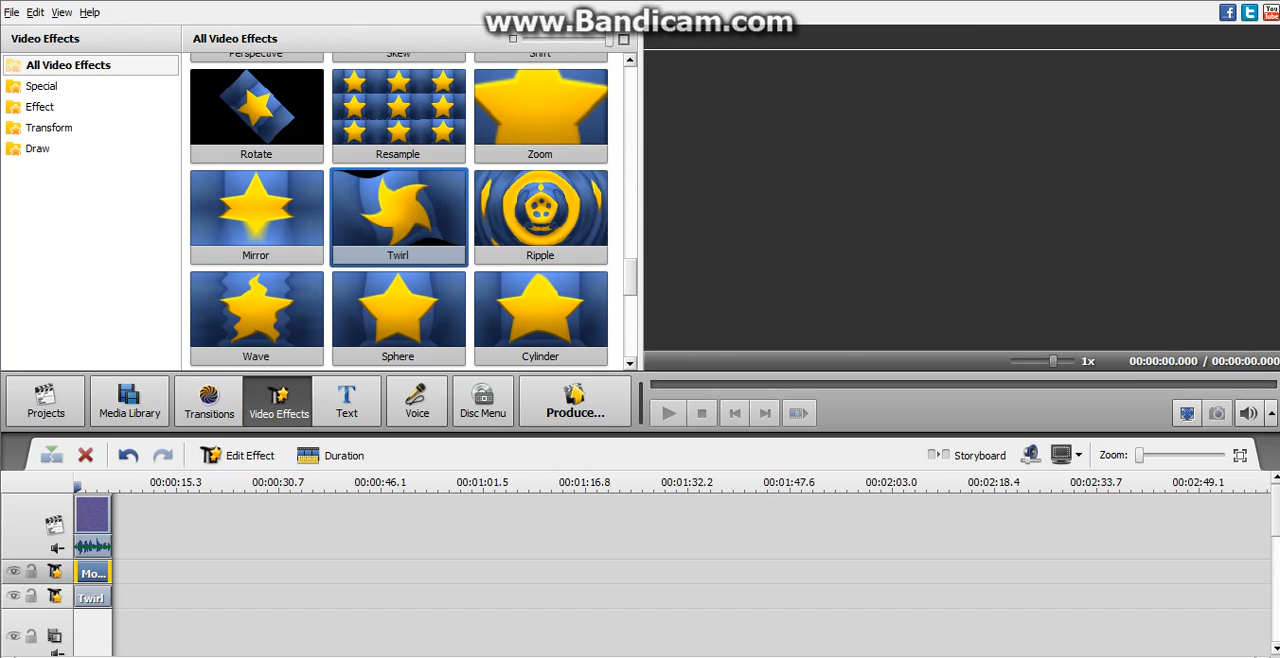 File Edit View Help
www.Bandicam.com
You Tube
Video Effects
All Video Effects
All Video Effects
Special
Effect
Transform
Draw
Perspective Skew Shift
Rotate Resample Zoom
Mirror Twirl Ripple
Wave Sphere Cylinder
1x 00:00:00.000 / 00:00:00.000
Projects Media Library Transitions Video Effects Text Voice Disc Menu Produce...
Edit Effect Duration Storyboard Zoom:
00:00:15.3 00:00:30.7 00:00:46.1 00:01:01.5 00:01:16.8 00:01:32.2 00:01:47.6 00:02:03.0 00:02:18.4 00:02:33.7 00:02:49.1
Mo...
Twirl